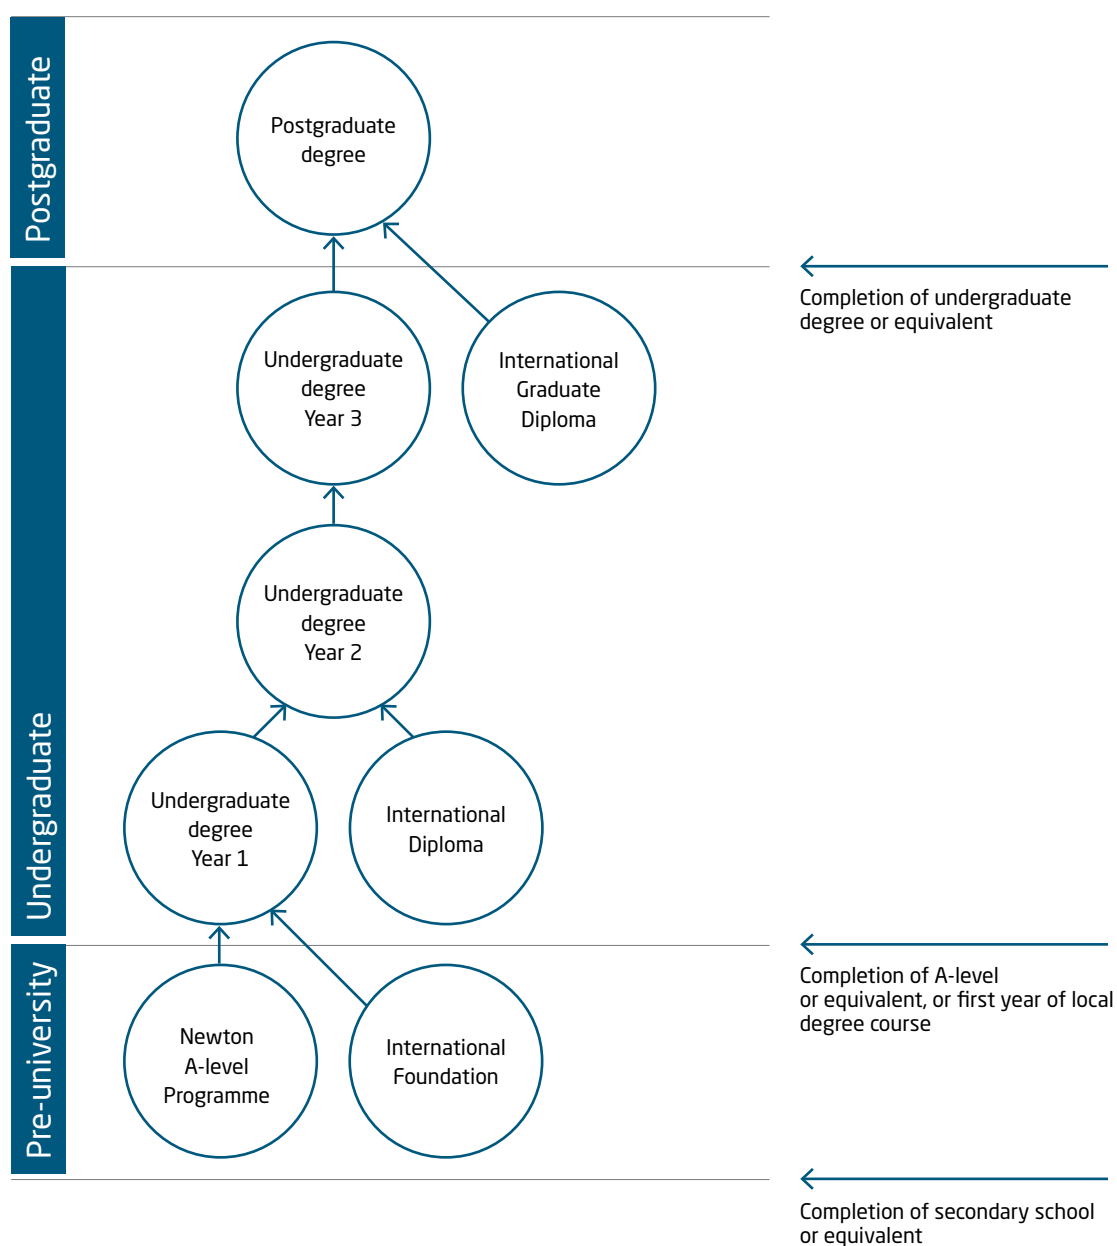 Postgraduate
Postgraduate
degree
Completion of undergraduate
degree or equivalent
Undergraduate
Undergraduate
degree
Year 3
International
Graduate
Diploma
Undergraduate
degree
Year 2
Undergraduate
degree
Year 1
International
Diploma
Completion of A-level
or equivalent, or first year of local
degree course
Pre-university
Newton
A-level
Programme
International
Foundation
Completion of secondary school
or equivalent